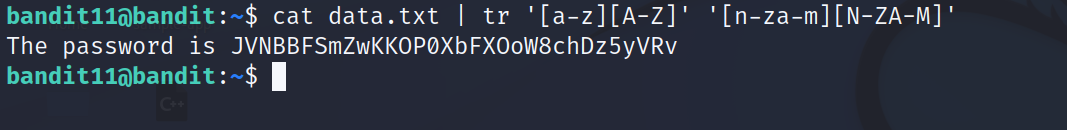 bandit11@bandit:~$ cat data.txt | tr '[a-z][A-Z]' '[n-za-m][N-ZA-M]'
The password is JVNBBFSmZwKKOP0XbFXOoW8chDz5yVRv
bandit11@bandit:~$
C++